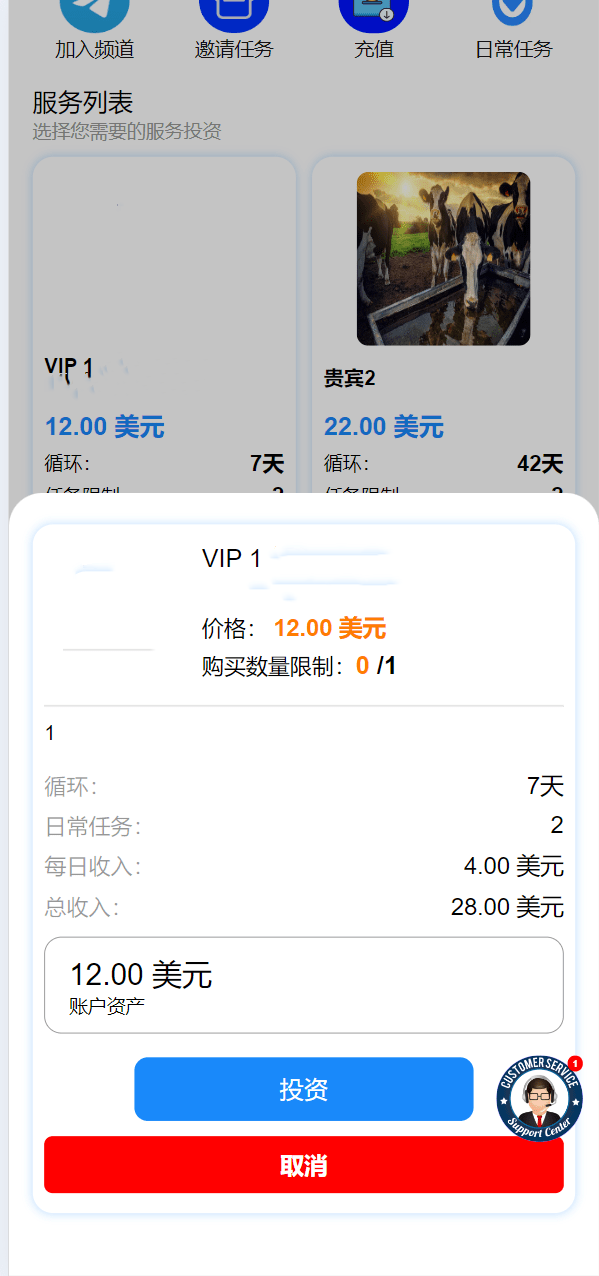 加入频道
邀请任务
充值
日常任务
服务列表
选择您需要的服务投资
VIP 1
贵宾2
12.00 美元
22.00 美元
循环：
7天
循环：
42天
任务限制
2
任务限制
2
VIP 1
价格： 12.00 美元
购买数量限制：0 /1
1
循环：
7天
日常任务：
2
每日收入：
4.00 美元
总收入：
28.00 美元
12.00 美元
账户资产
投资
CUSTOMER SERVICE
1
Support Center
取消